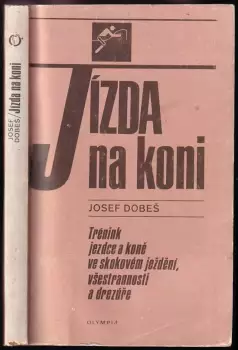 JOSEF
DOBEŠ/Jízda na koni
JÍZDA
na koni
JOSEF DOBEŠ
Trénink
jezdce a koně
ve skokovém ježdění,
všestrannosti
a drezúře
OLYMPIA